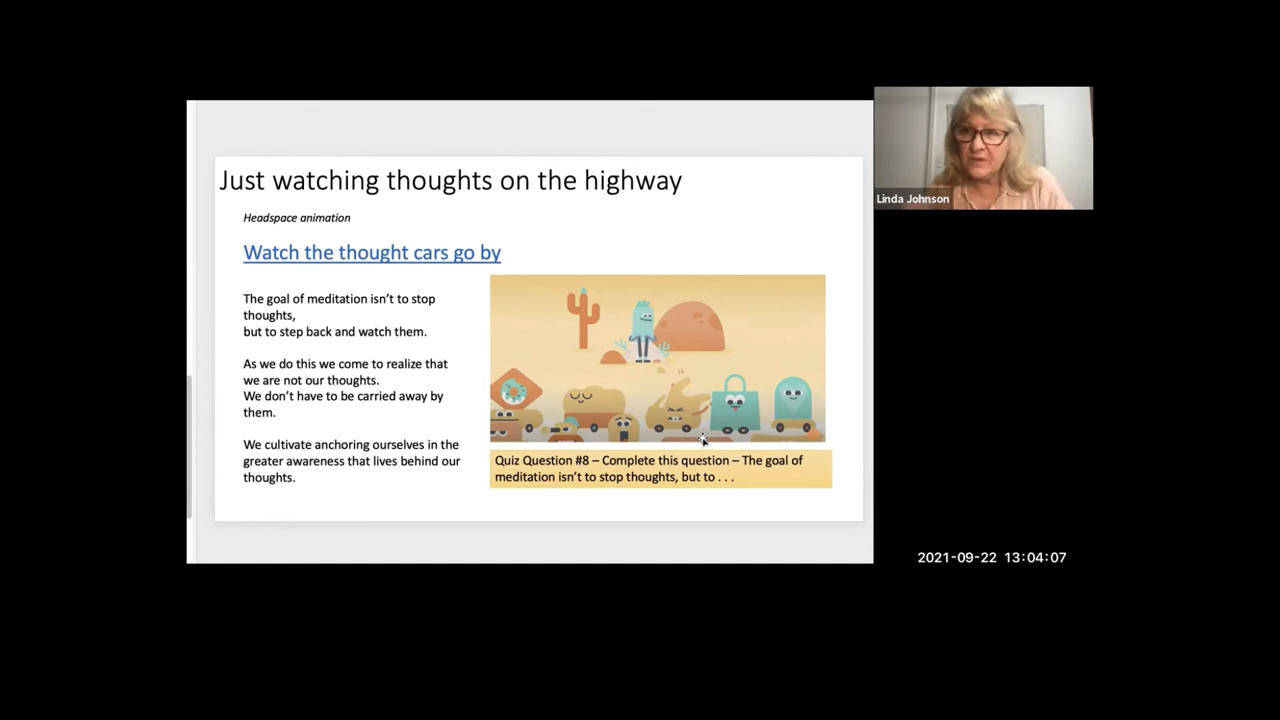 Just watching thoughts on the highway
Headspace animation
Watch the thought cars go by
The goal of meditation isn’t to stop
thoughts,
but to step back and watch them.
As we do this we come to realize that
we are not our thoughts.
We don’t have to be carried away by
them.
We cultivate anchoring ourselves in the
greater awareness that lives behind our
thoughts.
Quiz Question #8 – Complete this question – The goal of
meditation isn’t to stop thoughts, but to . . .
Linda Johnson
2021-09-22 13:04:07